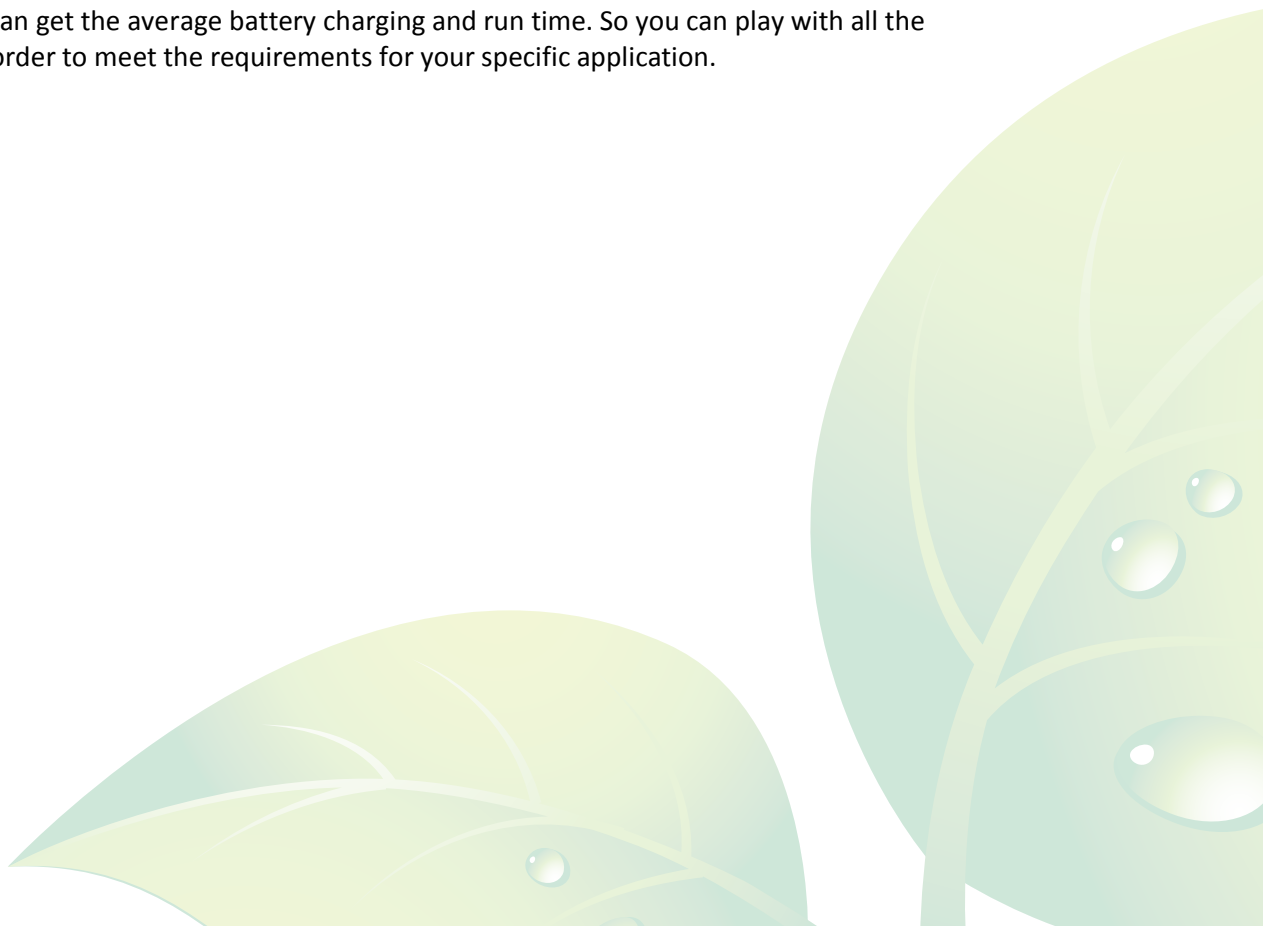 an get the average battery charging and run time. So you can play with all the
order to meet the requirements for your specific application.